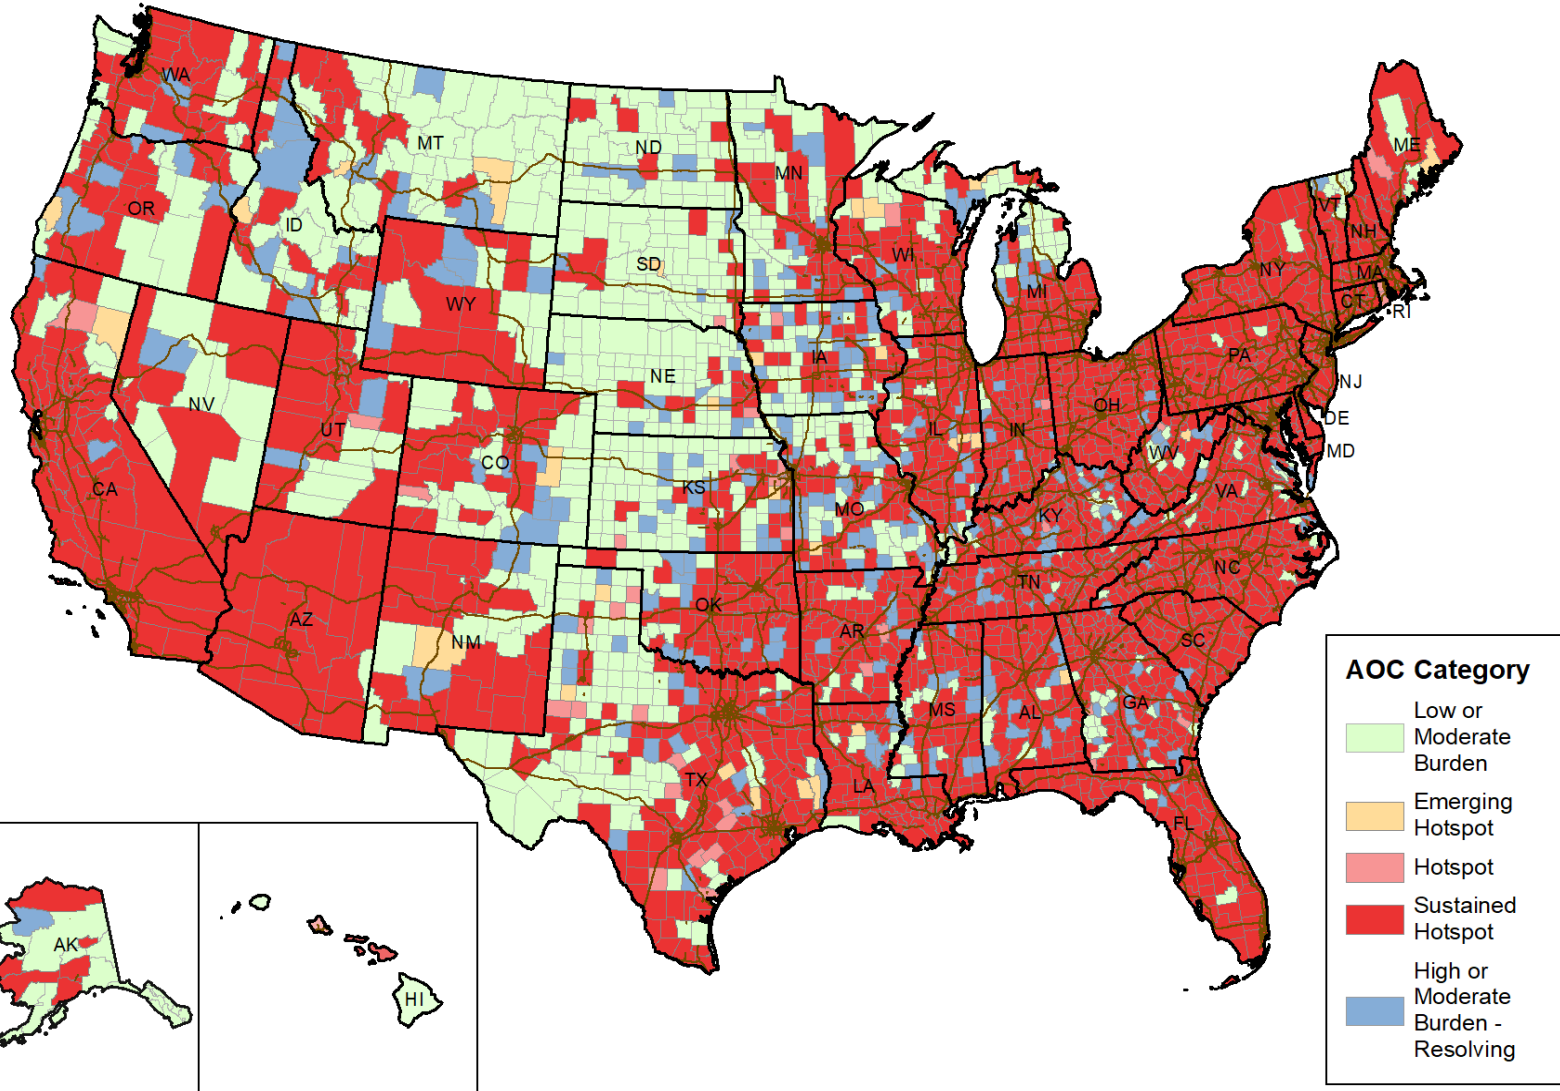 WA
MT
ND
MN
OR
ID
SD
WI
MI
ME
VT
NH
NY
MA
CT
RI
WY
IA
NE
PA
NJ
NV
UT
CO
IL
IN
OH
DE
MD
CA
KS
MO
WV
VA
KY
AZ
NM
OK
AR
TN
NC
SC
MS
AL
GA
TX
LA
FL
AK
HI
AOC Category
Low or
Moderate
Burden
Emerging
Hotspot
Hotspot
Sustained
Hotspot
High or
Moderate
Burden -
Resolving